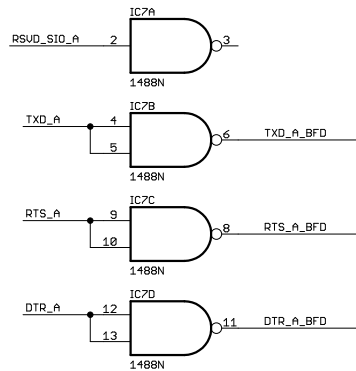 IC7A
RSVD_SIO_A 2 3
1488N
IC7B
TXD_A 4 6 TXD_A_BFD
5
1488N
IC7C
RTS_A 9 8 RTS_A_BFD
10
1488N
IC7D
DTR_A 12 11 DTR_A_BFD
13
1488N